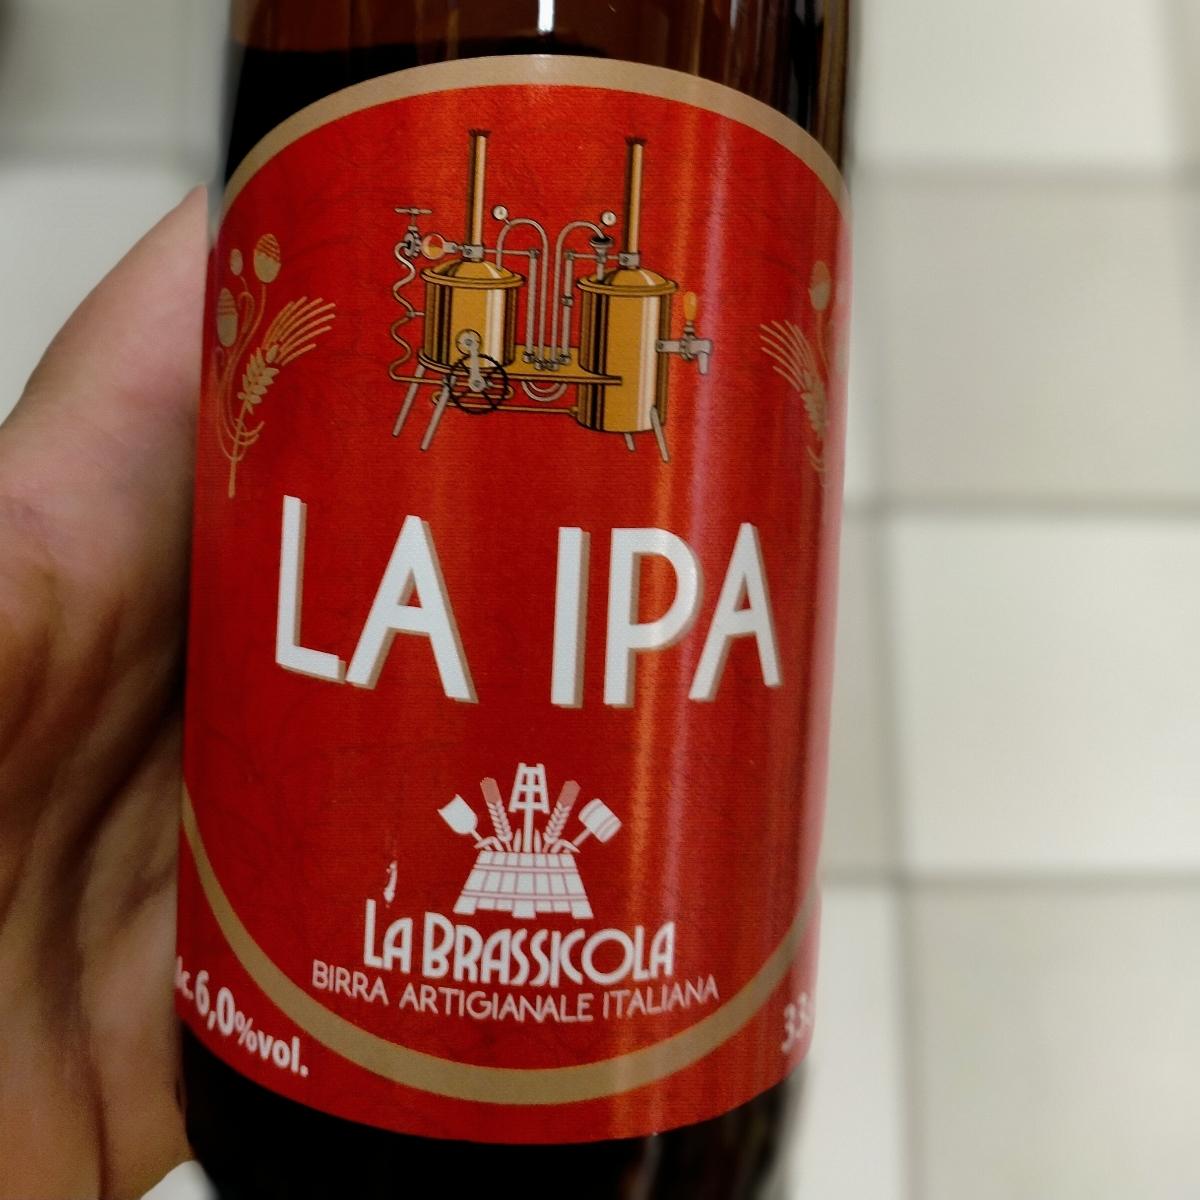 LA IPA
LA BRASSICOLA
BIRRA ARTIGIANALE ITALIANA
6,0%vol.